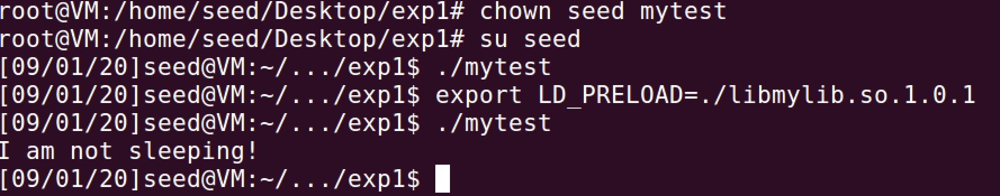 root@VM:/home/seed/Desktop/exp1# chown seed mytest
root@VM:/home/seed/Desktop/exp1# su seed
[09/01/20]seed@VM:~/.../exp1$ ./mytest
[09/01/20]seed@VM:~/.../exp1$ export LD_PRELOAD=./libmylib.so.1.0.1
[09/01/20]seed@VM:~/.../exp1$ ./mytest
I am not sleeping!
[09/01/20]seed@VM:~/.../exp1$